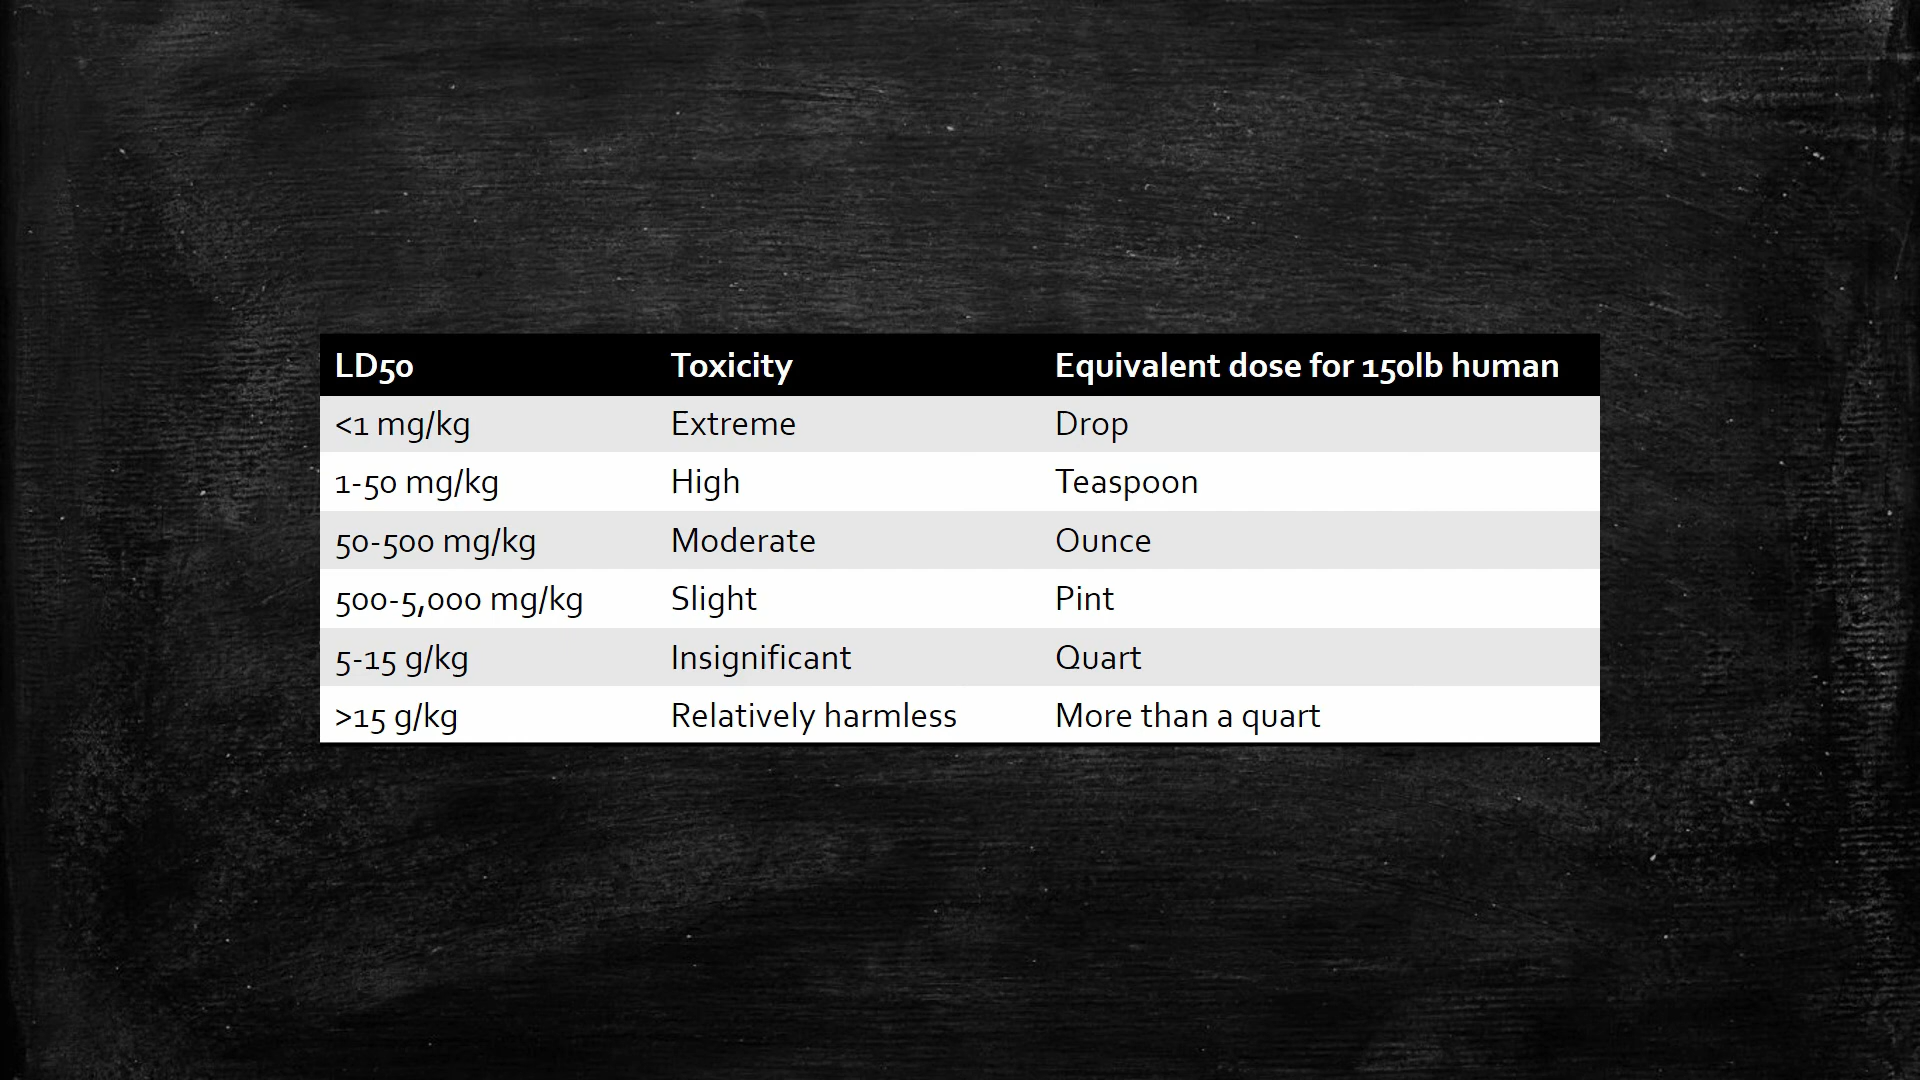 LD50 Toxicity Equivalent dose for 150lb human
<1 mg/kg Extreme Drop
1-50 mg/kg High Teaspoon
50-500 mg/kg Moderate Ounce
500-5,000 mg/kg Slight Pint
5-15 g/kg Insignificant Quart
>15 g/kg Relatively harmless More than a quart